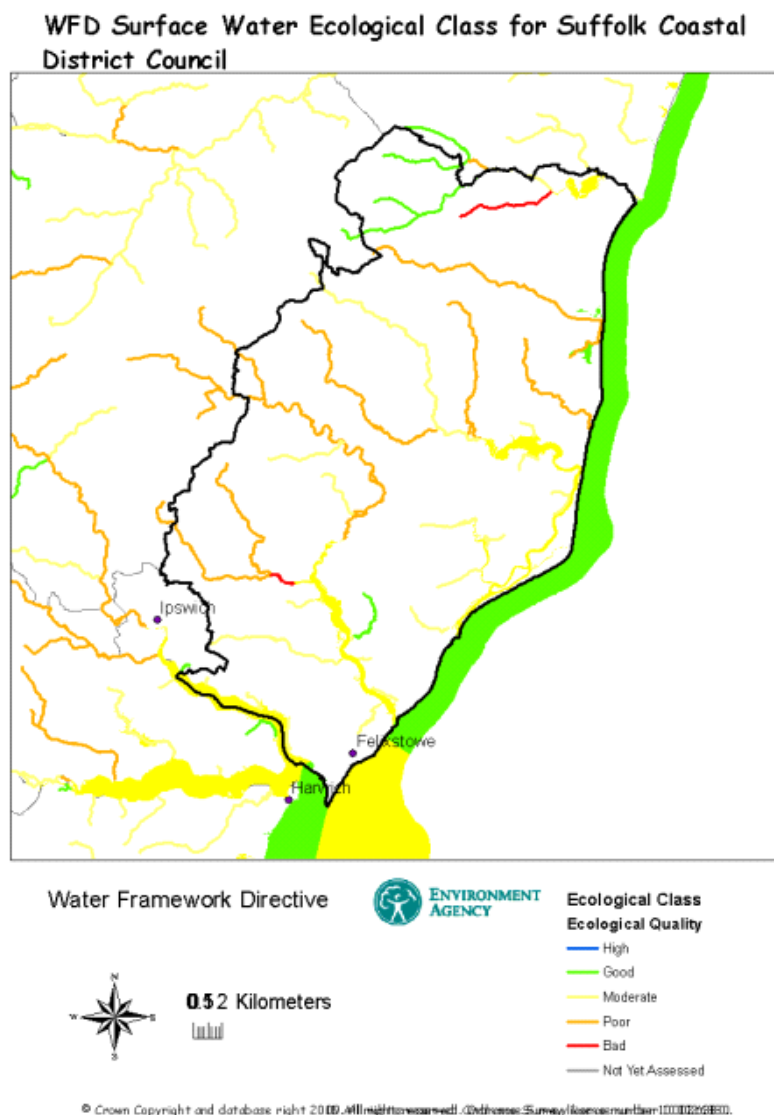 WFD Surface Water Ecological Class for Suffolk Coastal
District Council
Ipswich
Felixstowe
Harwich
Water Framework Directive
ENVIRONMENT
AGENCY
Ecological Class
Ecological Quality
High
Good
Moderate
Poor
Bad
Not Yet Assessed
N
W
S
S
2 Kilometers
© Crown Copyright and database right